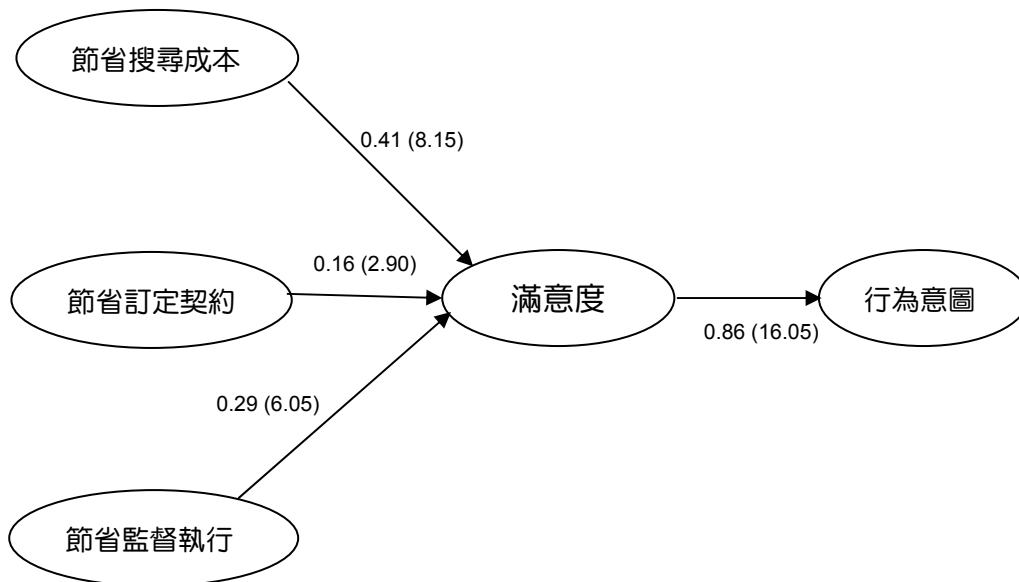 節省搜尋成本
0.41 (8.15)
節省訂定契約
0.16 (2.90)
滿意度
行為意圖
0.86 (16.05)
0.29 (6.05)
節省監督執行